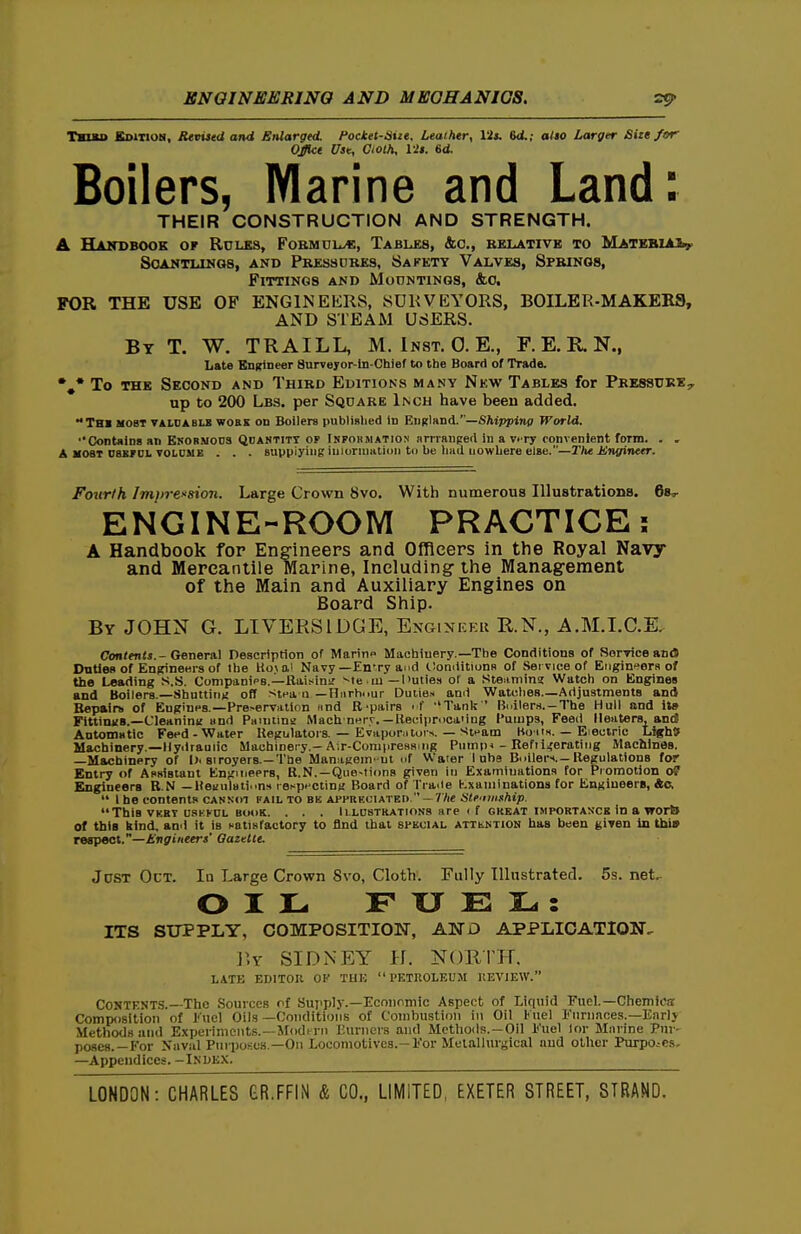 ENGINEERING AND MECHANICS. 29
THIRD EDITION, Revised and Enlarged. Pocket-Size, Leather, 12s. 6d.; also Larger Size for
Office Use, Cloth, 12s. 6d.
Boilers, Marine and Land:
THEIR CONSTRUCTION AND STRENGTH.
A HANDBOOK OF RULES, FORMULÆ, TABLES, &C., RELATIVE TO MATERIAL,
SCANTLINGS, AND PRESSURES, SAFETY VALVES, SPRINGS,
FITTINGS AND MOUNTINGS, &C.
FOR THE USE OF ENGINEERS, SURVEYORS, BOILER-MAKERS,
AND STEAM USERS.
BY T. W. TRAILL, M. INST. C. E., F. E. R. N.,
Late Engineer Surveyor-in-Chief to the Board of Trade.
*** TO THE SECOND AND THIRD EDITIONS MANY NEW TABLES for PRESSURE,
up to 200 LBS. per SQUARE INCH have been added.
"THE MOST VALUABLE WORK on Boilers published in England."—Shipping World.
"Contains an ENORMOUS QUANTITY OF INFORMATION arranged in a very convenient form. . .
A MOST USEFUL VOLUME . . . supplying information to be had nowhere else."—The Engineer.
Fourth Impression. Large Crown 8vo. With numerous Illustrations. 6s.
ENGINE-ROOM PRACTICE:
A Handbook for Engineers and Officers in the Royal Navy
and Mercantile Marine, Including the Management
of the Main and Auxiliary Engines on
Board Ship.
BY JOHN G. LIVERSIDGE, ENGINEER R.N., A.M.I.C.E.
Contents.—General Description of Marine Machinery.—The Conditions of Service and
Duties of Engineers of the Royal Navy—Entry and Conditions of Service of Engineers of
the Leading S.S. Companies.—Raising Steam—Duties of a Steaming Watch on Engines
and Boilers.—Shutting off Steam—Harbour Duties and Watches.—Adjustments and
Repairs of Engines.—Preservation and Repairs of "Tank" Boilers.—The Hull and its
Fittings.—Cleaning and Painting Machinery.—Reciprocating Pumps, Feed Heaters, and
Automatic Feed-Water Regulators.—Evaporators.—Steam Boats.—Electric Light
Machinery.—Hydraulic Machinery.—Air-Compressing Pumps—Refrigerating Machines.
—Machinery of Destroyers.—The Management of Water Tube Boilers.—Regulations for
Entry of Assistant Engineers, R.N.—Questions given in Examinations for Promotion of
Engineers R.N—Regulations respecting Board of Trade Examinations for Engineers, &c.
"The contents CANNOT FAIL TO BE APPRECIATED."—The Steamship.
"This VERY USEFUL BOOK. . . . ILLUSTRATIONS are of GREAT IMPORTANCE in a work
of this kind, and it is satisfactory to find that SPECIAL ATTENTION has been given in this
respect."—Engineers' Gazette.
JUST OUT. In Large Crown 8vo, Cloth. Fully Illustrated. 5s. net.
OIL FUEL:
ITS SUPPLY, COMPOSITION, AND APPLICATION.
BY SIDNEY H. NORTH.
LATE EDITOR OF THE "PETROLEUM REVIEW."
CONTENTS.—The Sources of Supply.—Economic Aspect of Liquid Fuel.—Chemical
Composition of Fuel Oils—Conditions of Combustion in Oil Fuel Furnaces.—Early
Methods and Experiments.—Modern Burners and Methods.—Oil Fuel for Marine Pur-
poses.—For Naval Purposes.—On Locomotives.—For Metallurgical and other Purposes.
—Appendices.—INDEX.
LONDON: CHARLES GRIFFIN & CO., LIMITED, EXETER STREET, STRAND.